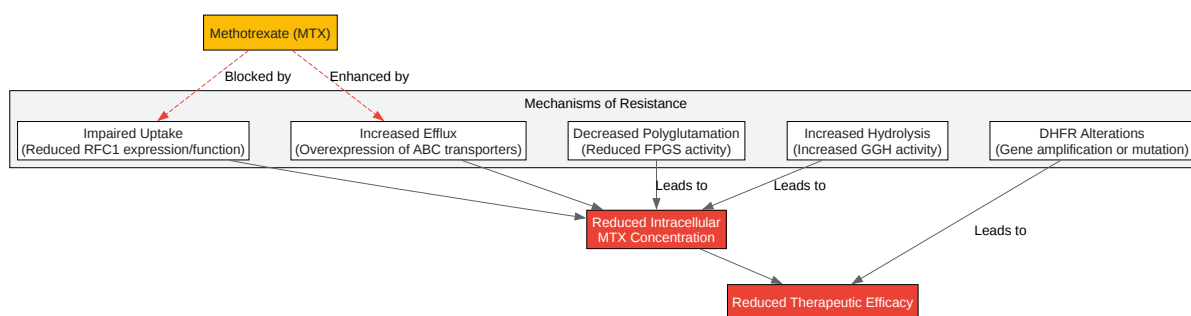 Methotrexate (MTX)
Blocked by
Enhanced by
Mechanisms of Resistance
Impaired Uptake
(Reduced RFC1 expression/function)
Increased Efflux
(Overexpression of ABC transporters)
Decreased Polyglutamation
(Reduced FPGS activity)
Increased Hydrolysis
(Increased GGH activity)
DHFR Alterations
(Gene amplification or mutation)
Leads to
Leads to
Reduced Intracellular
MTX Concentration
Leads to
Reduced Therapeutic Efficacy